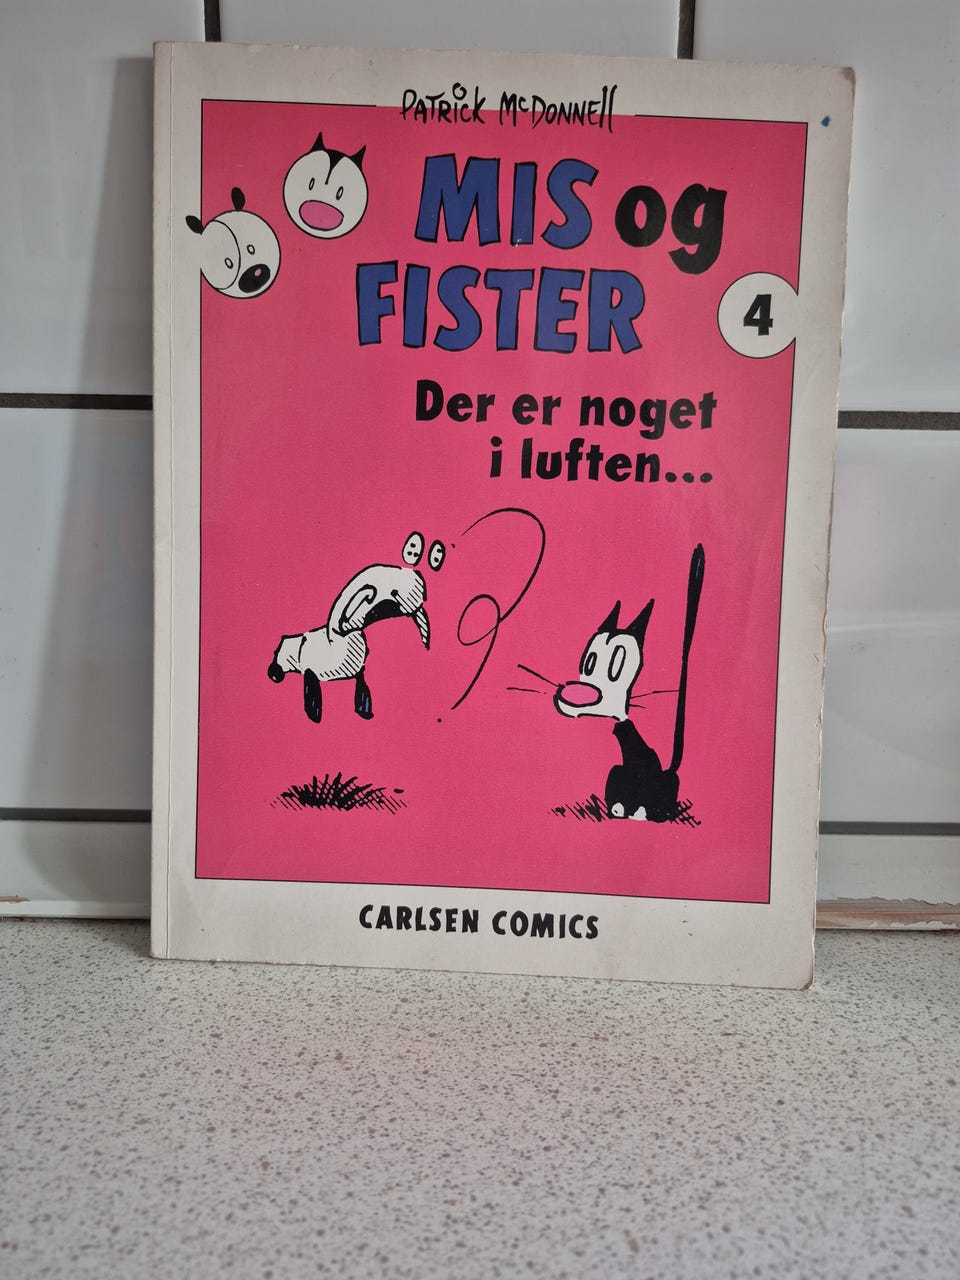 PATRICK McDONNELL
MIS og
FISTER
4
Der er noget
i luften...
CARLSEN COMICS